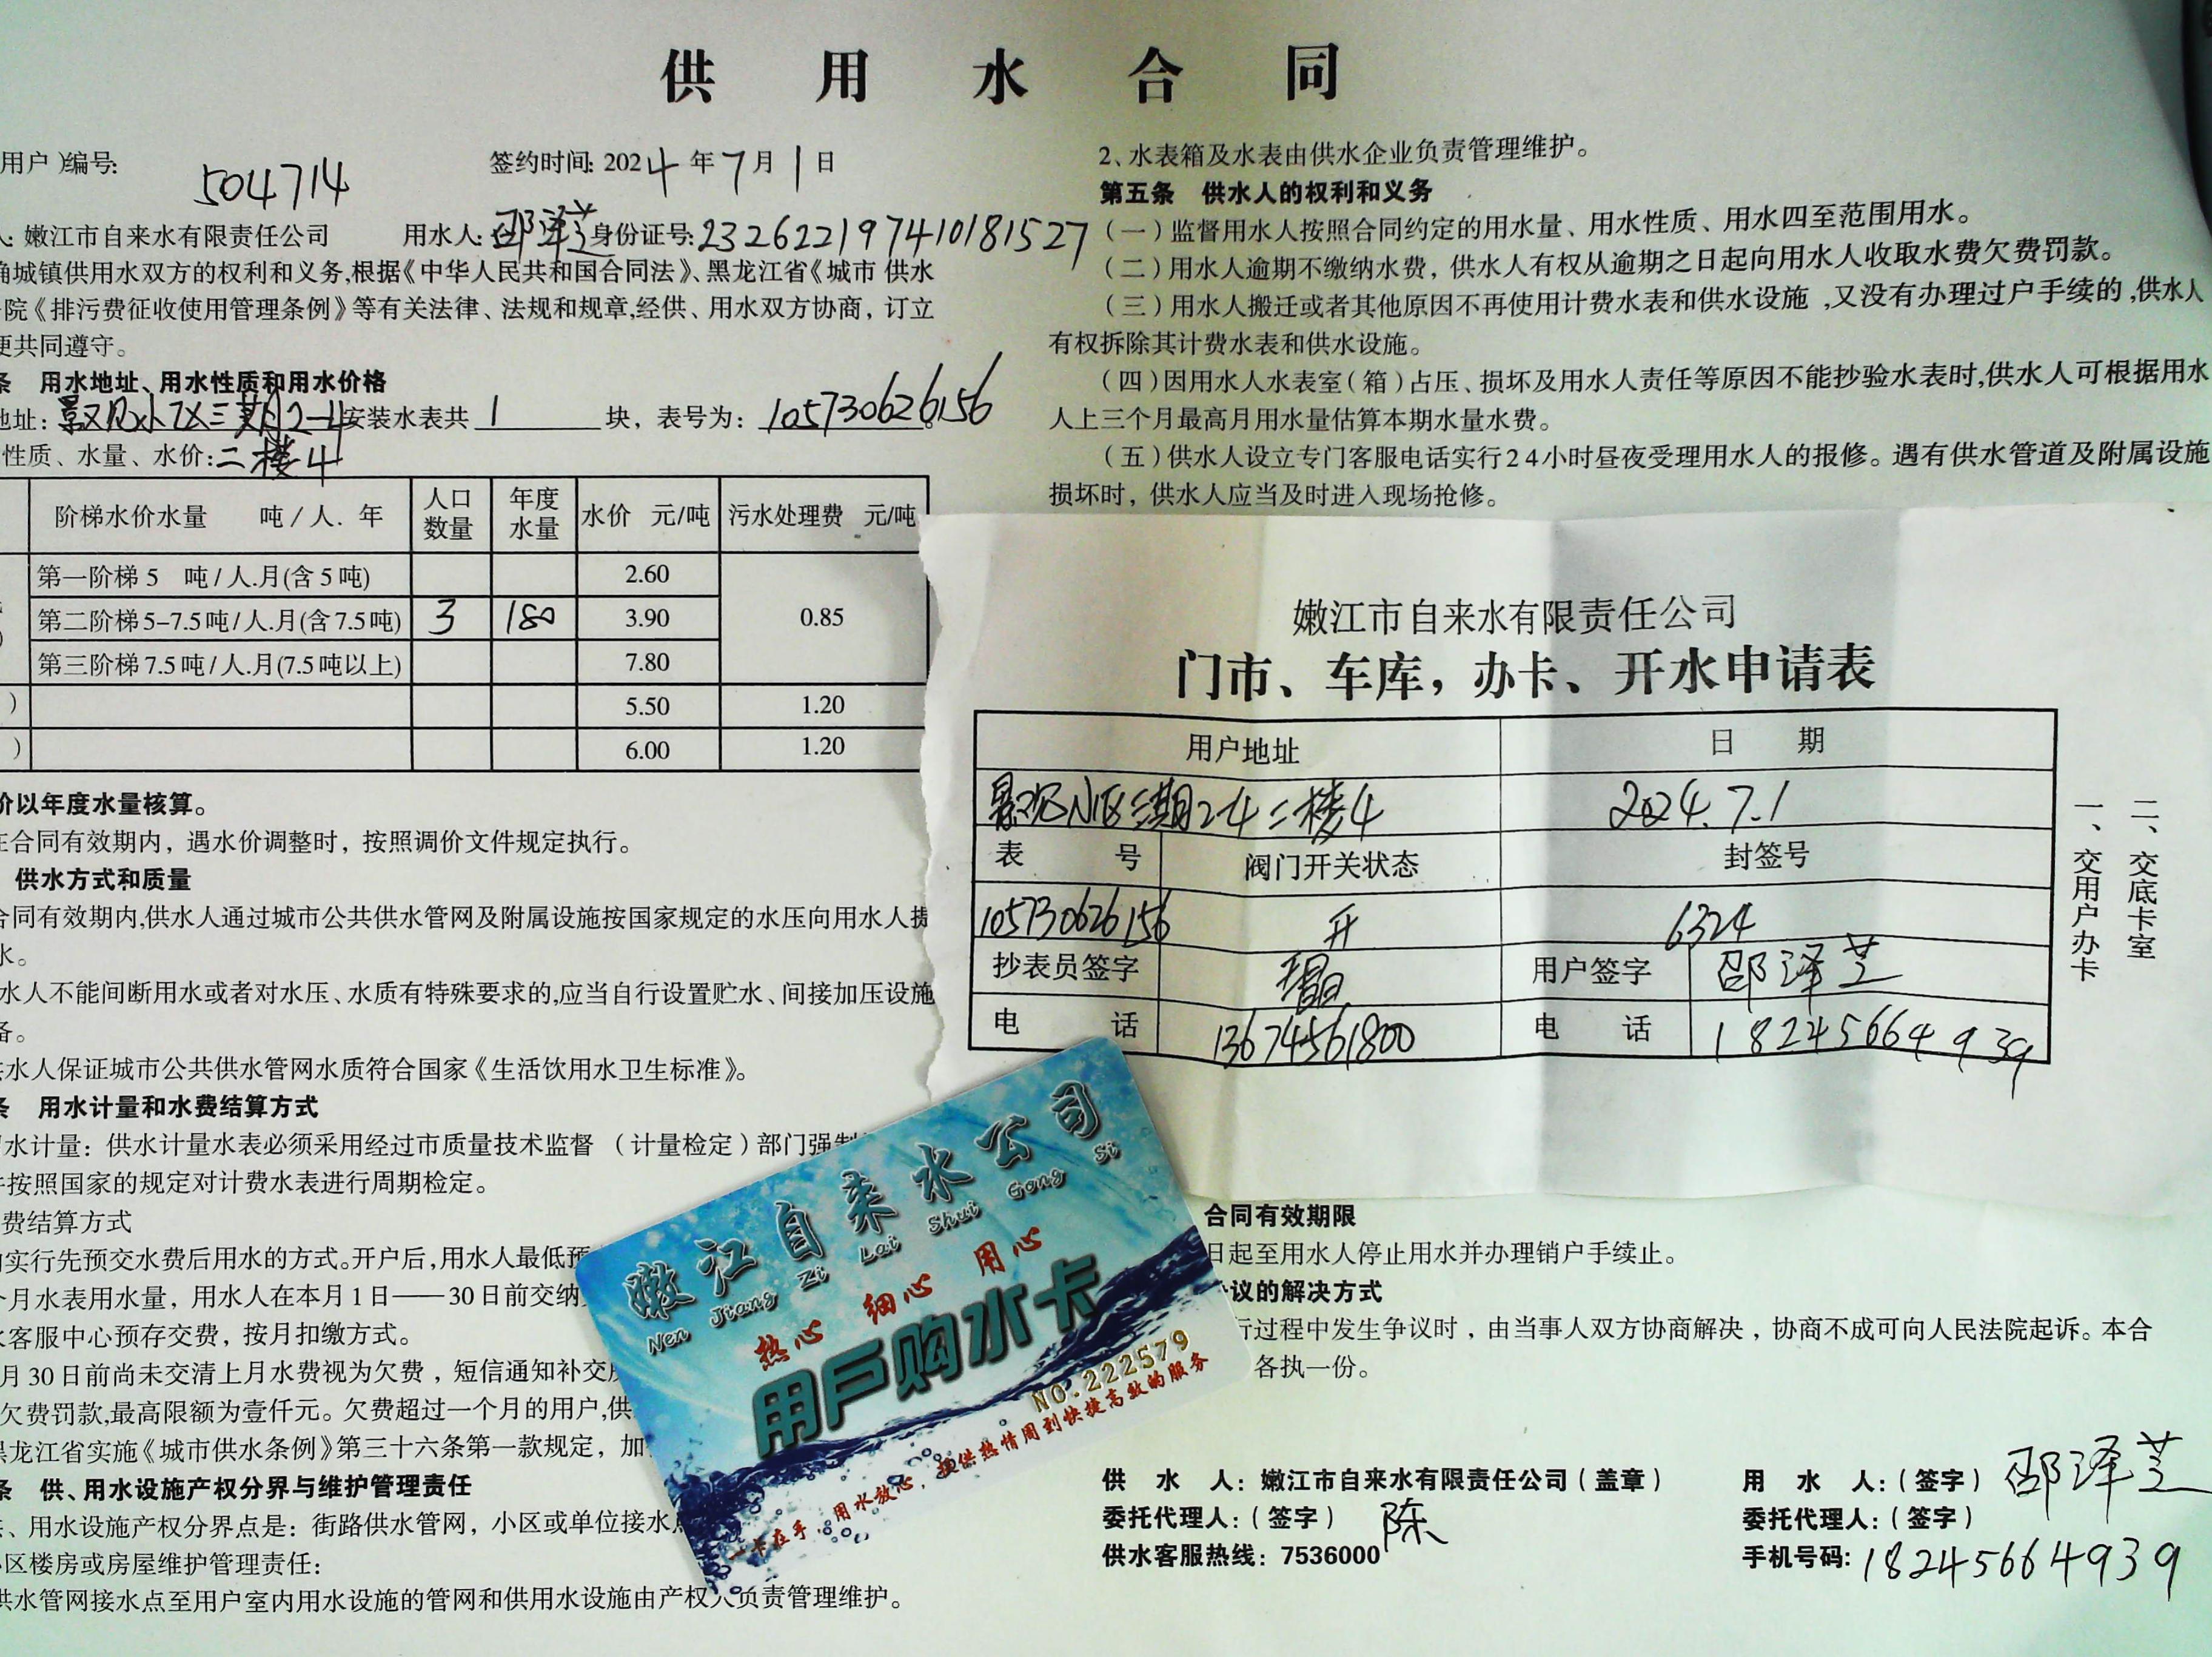 供用水合同
用户)编号: 504714 签约时间: 2024年7月1日
嫩江市自来水有限责任公司 用水人: 邵泽芝 身份证号: 232622197410181527
确城镇供用水双方的权利和义务,根据《中华人民共和国合同法》、黑龙江省《城市 供水
院《排污费征收使用管理条例》等有关法律、法规和规章,经供、用水双方协商，订立
便共同遵守。
条 用水地址、用水性质和用水价格
地址: 景观小区三期2-4 安装水表共 1 块，表号为: 105730626156
性质、水量、水价: 二楼4
阶梯水价水量 吨/人.年 人口数量 年度水量 水价 元/吨 污水处理费 元/吨
第一阶梯5 吨/人.月(含5吨) 2.60
第二阶梯5-7.5吨/人.月(含7.5吨) 3 180 3.90 0.85
第三阶梯7.5吨/人.月(7.5吨以上) 7.80
) 5.50 1.20
) 6.00 1.20
价以年度水量核算。
在合同有效期内，遇水价调整时，按照调价文件规定执行。
供水方式和质量
合同有效期内,供水人通过城市公共供水管网及附属设施按国家规定的水压向用水人提
水。
水人不能间断用水或者对水压、水质有特殊要求的,应当自行设置贮水、间接加压设施
备。
供水人保证城市公共供水管网水质符合国家《生活饮用水卫生标准》。
条 用水计量和水费结算方式
水计量：供水计量水表必须采用经过市质量技术监督 (计量检定)部门强制
按照国家的规定对计费水表进行周期检定。
费结算方式
实行先预交水费后用水的方式。开户后,用水人最低预
个月水表用水量，用水人在本月1日——30日前交纳
客服中心预存交费，按月扣缴方式。
月30日前尚未交清上月水费视为欠费，短信通知补交
欠费罚款,最高限额为壹仟元。欠费超过一个月的用户,供
黑龙江省实施《城市供水条例》第三十六条第一款规定，加
条 供、用水设施产权分界与维护管理责任
、用水设施产权分界点是：街路供水管网，小区或单位接水
区楼房或房屋维护管理责任：
供水管网接水点至用户室内用水设施的管网和供用水设施由产权人负责管理维护。
2、水表箱及水表由供水企业负责管理维护。
第五条 供水人的权利和义务
(一)监督用水人按照合同约定的用水量、用水性质、用水四至范围用水。
(二)用水人逾期不缴纳水费，供水人有权从逾期之日起向用水人收取水费欠费罚款。
(三)用水人搬迁或者其他原因不再使用计费水表和供水设施,又没有办理过户手续的,供水人
有权拆除其计费水表和供水设施。
(四)因用水人水表室(箱)占压、损坏及用水人责任等原因不能抄验水表时,供水人可根据用水
人上三个月最高月用水量估算本期水量水费。
(五)供水人设立专门客服电话实行24小时昼夜受理用水人的报修。遇有供水管道及附属设施
损坏时，供水人应当及时进入现场抢修。
嫩江市自来水有限责任公司
门市、车库，办卡、开水申请表
用户地址 日 期
景观小区三期2-4二楼4 2024.7.1
表 号 阀门开关状态 封签号
105730626156 开 6324
抄表员签字 用户签字 邵泽芝
电 话 13674561800 电 话 18245664939
一、交用户办卡
二、交底卡室
嫩江自来水公司
Nen Jiang Zi Lai Shui Gong Si
热心 细心 用心
用户购水卡
NO.222579
一卡在手，用水放心，提供热情周到快捷高效的服务
合同有效期限
日起至用水人停止用水并办理销户手续止。
争议的解决方式
行过程中发生争议时，由当事人双方协商解决，协商不成可向人民法院起诉。本合
各执一份。
供 水 人: 嫩江市自来水有限责任公司(盖章) 用 水 人:(签字) 邵泽芝
委托代理人:(签字) 陈 委托代理人:(签字)
供水客服热线: 7536000 手机号码: 18245664939